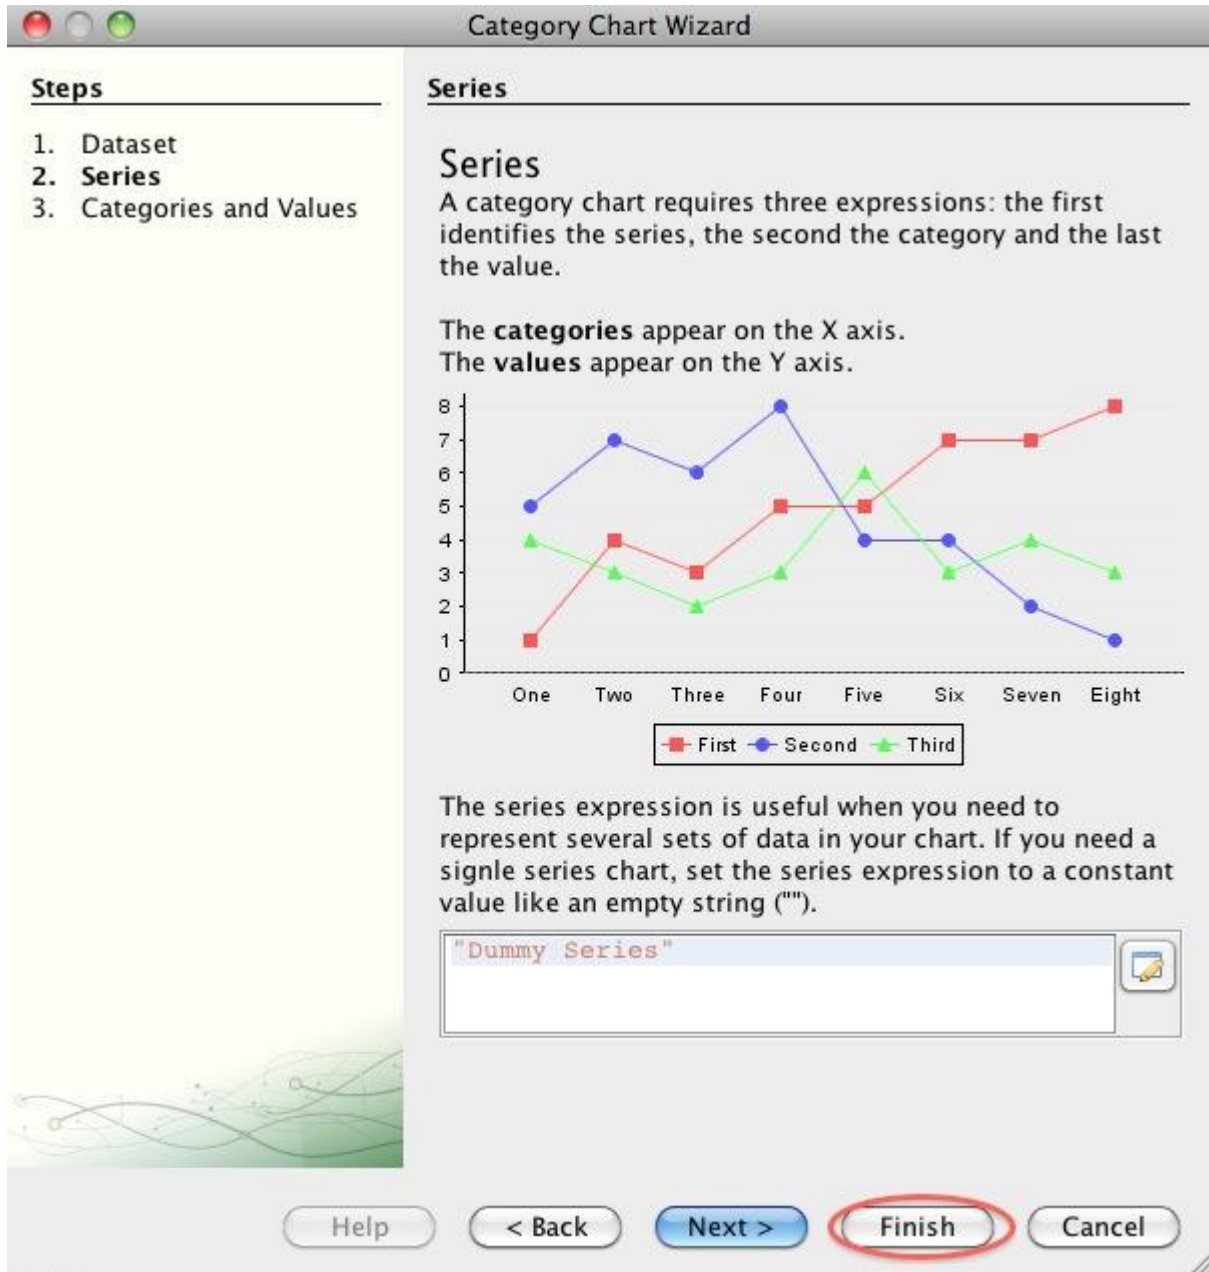 Category Chart Wizard
Steps
1. Dataset
2. Series
3. Categories and Values
Series
Series
A category chart requires three expressions: the first
identifies the series, the second the category and the last
the value.
The categories appear on the X axis.
The values appear on the Y axis.
8
7
6
5
4
3
2
1
0
One Two Three Four Five Six Seven Eight
First Second Third
The series expression is useful when you need to
represent several sets of data in your chart. If you need a
signle series chart, set the series expression to a constant
value like an empty string ("").
"Dummy Series"
Help < Back Next > Finish Cancel